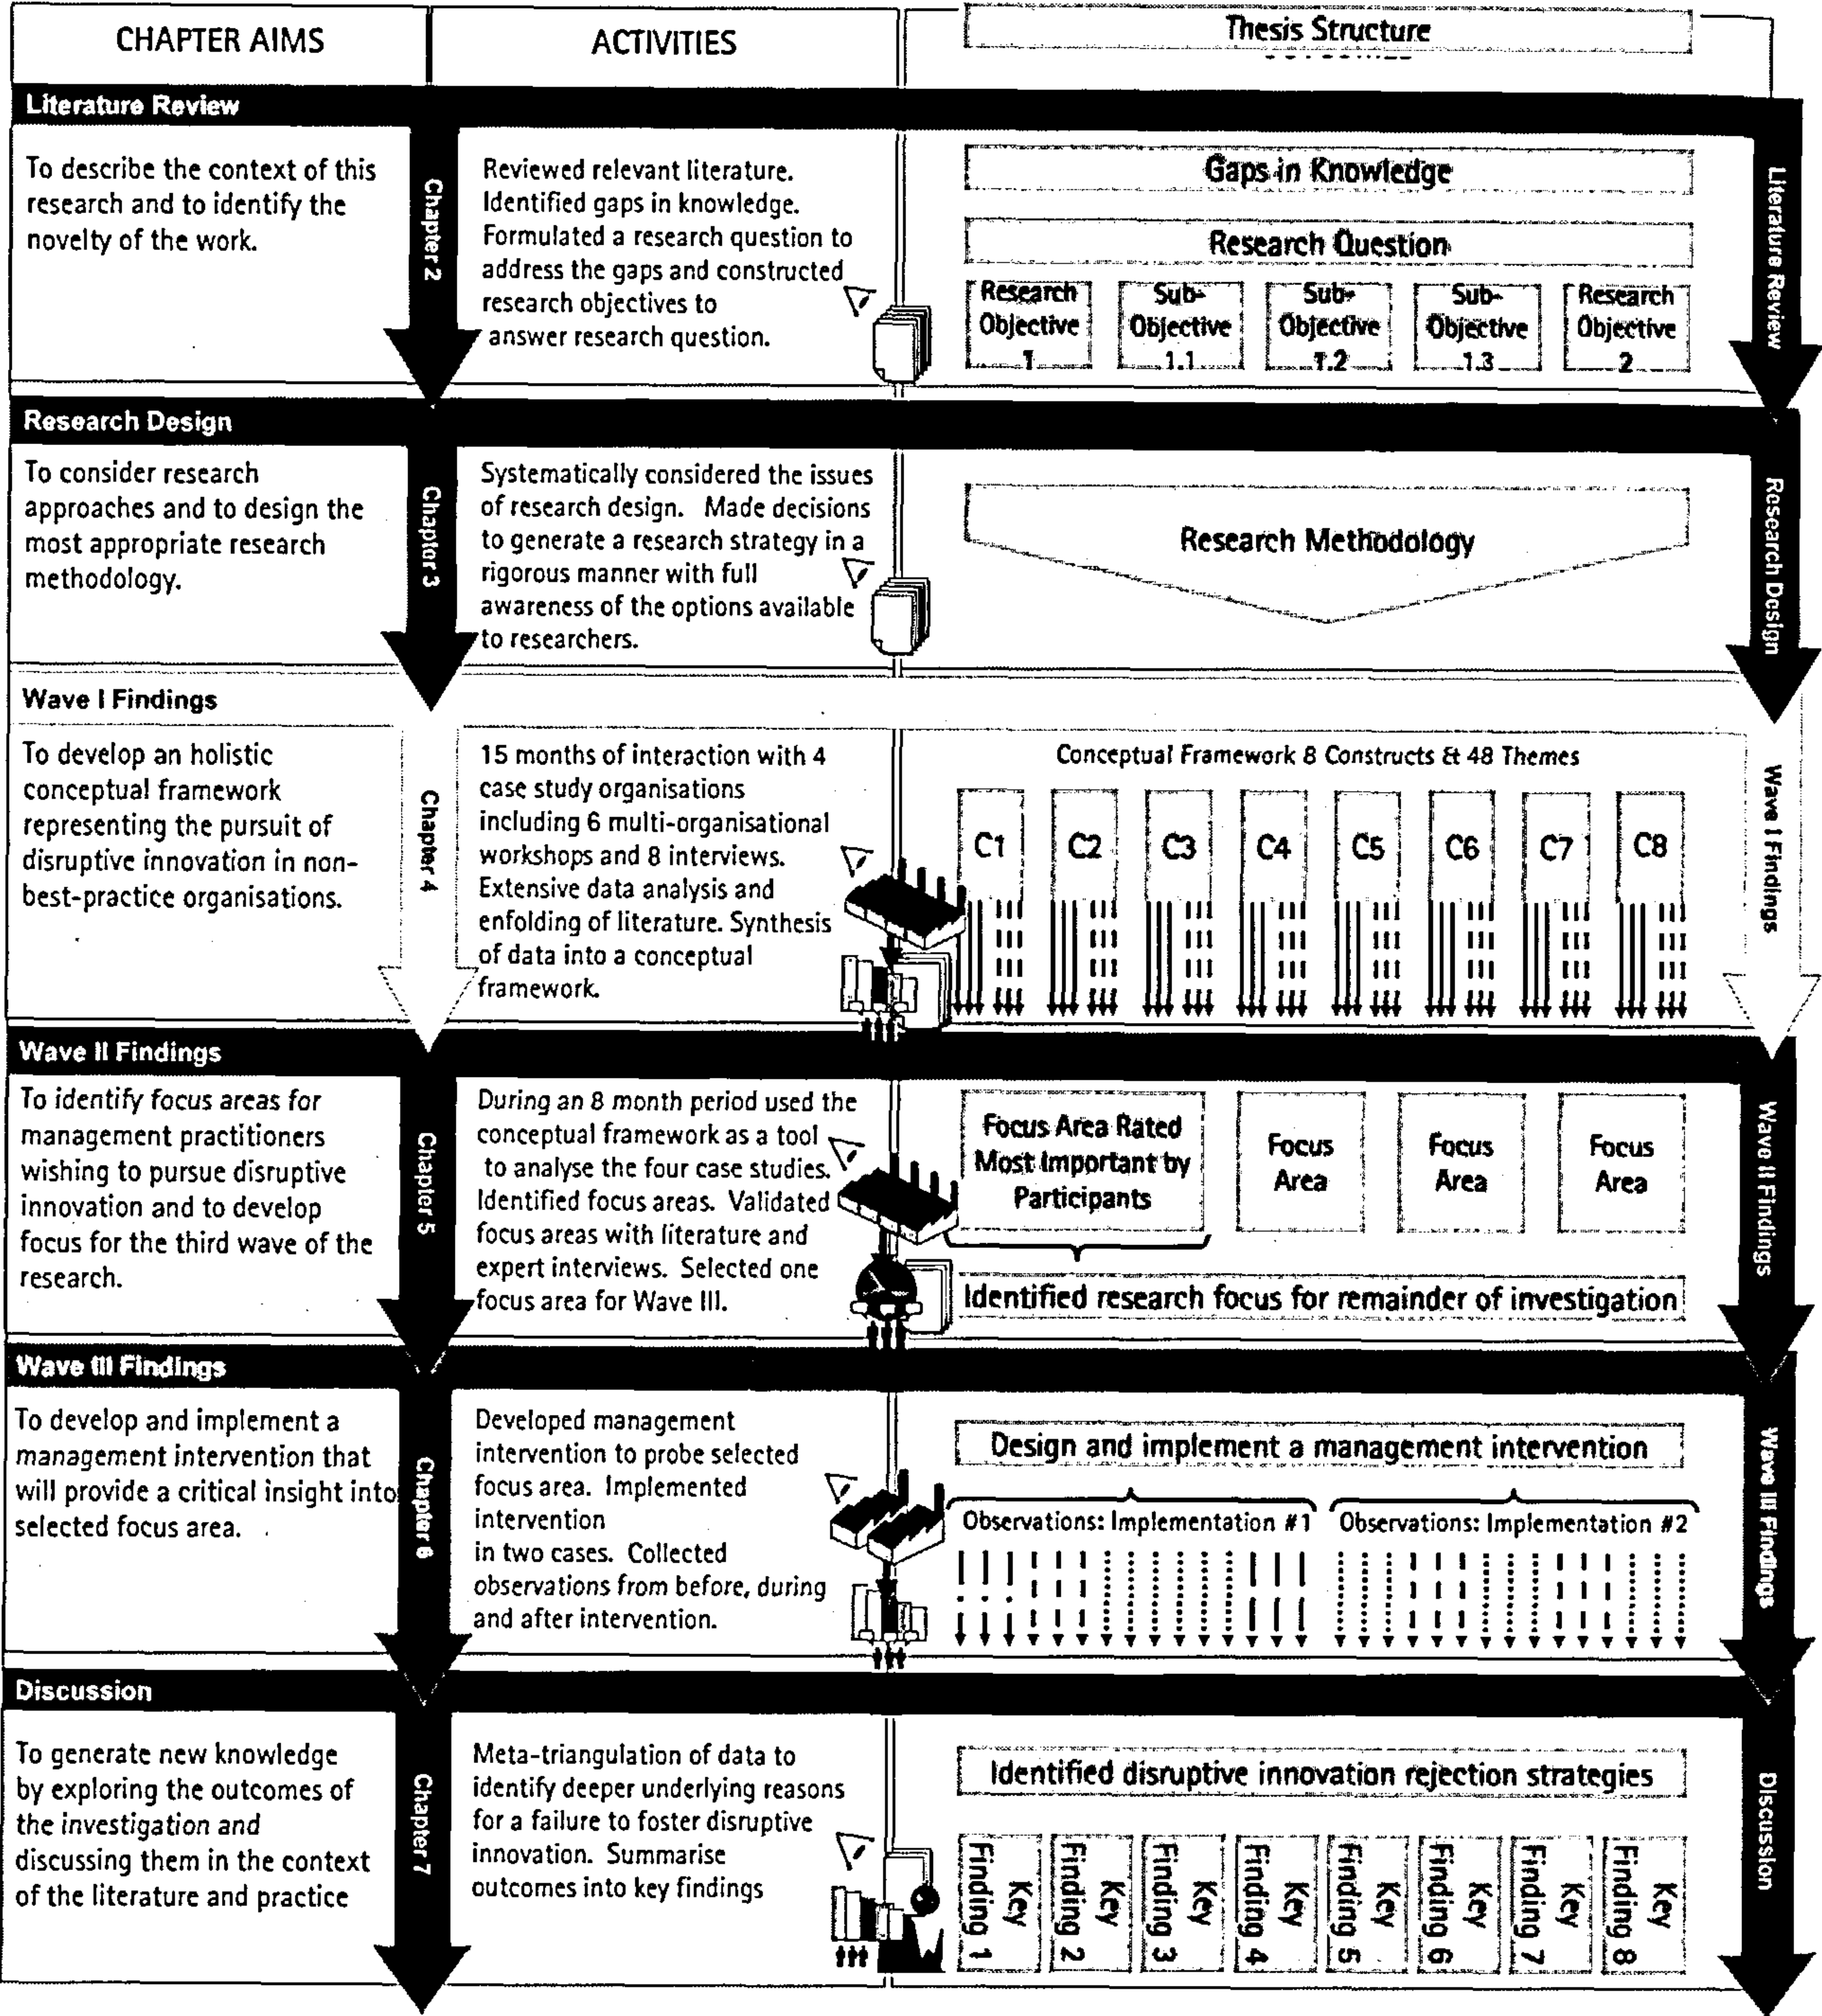 CHAPTER AIMS
ACTIVITIES
Thesis Structure
Literature Review
To describe the context of this
research and to identify the
novelty of the work.
Chapter 2
Reviewed relevant literature.
Identified gaps in knowledge.
Formulated a research question to
address the gaps and constructed
research objectives to
answer research question.
Gaps in Knowledge
Research Question
Research
Objective
1
Sub-
Objective
1.1
Sub-
Objective
1.2
Sub-
Objective
1.3
Research
Objective
2
Literature Review
Research Design
To consider research
approaches and to design the
most appropriate research
methodology.
Chapter 3
Systematically considered the issues
of research design. Made decisions
to generate a research strategy in a
rigorous manner with full
awareness of the options available
to researchers.
Research Methodology
Research Design
Wave I Findings
To develop an holistic
conceptual framework
representing the pursuit of
disruptive innovation in non-
best-practice organisations.
Chapter 4
15 months of interaction with 4
case study organisations
including 6 multi-organisational
workshops and 8 interviews.
Extensive data analysis and
enfolding of literature. Synthesis
of data into a conceptual
framework.
Conceptual Framework 8 Constructs & 48 Themes
C1
C2
C3
C4
C5
C6
C7
C8
Wave I Findings
Wave II Findings
To identify focus areas for
management practitioners
wishing to pursue disruptive
innovation and to develop
focus for the third wave of the
research.
Chapter 5
During an 8 month period used the
conceptual framework as a tool
to analyse the four case studies.
Identified focus areas. Validated
focus areas with literature and
expert interviews. Selected one
focus area for Wave III.
Focus Area Rated
Most Important by
Participants
Focus
Area
Focus
Area
Focus
Area
Identified research focus for remainder of investigation
Wave II Findings
Wave III Findings
To develop and implement a
management intervention that
will provide a critical insight into
selected focus area.
Chapter 6
Developed management
intervention to probe selected
focus area. Implemented
intervention
in two cases. Collected
observations from before, during
and after intervention.
Design and implement a management intervention
Observations: Implementation #1
Observations: Implementation #2
Wave III Findings
Discussion
To generate new knowledge
by exploring the outcomes of
the investigation and
discussing them in the context
of the literature and practice
Chapter 7
Meta-triangulation of data to
identify deeper underlying reasons
for a failure to foster disruptive
innovation. Summarise
outcomes into key findings
Identified disruptive innovation rejection strategies
Key
Finding 1
Key
Finding 2
Key
Finding 3
Key
Finding 4
Key
Finding 5
Key
Finding 6
Key
Finding 7
Key
Finding 8
Discussion